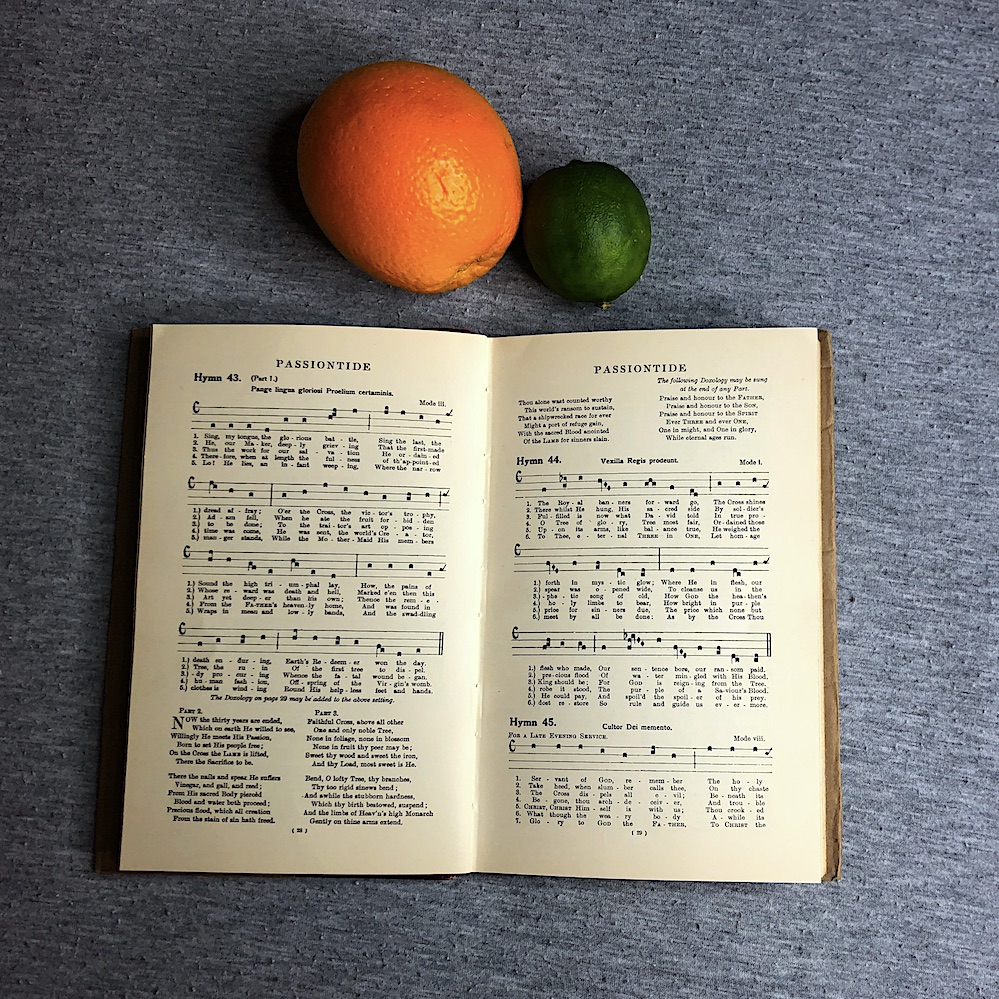 PASSIONTIDE
Hymn 43. (Part 1.)
Pange lingua gloriosi Proelium certaminis.
Mode iii.
1. Sing, my tongue, the glo - rious bat - tle, Sing the last, the
2. He, our Ma - ker, deep - ly griev - ing That the first-made
3. Thus the work for our sal - va - tion He or - dain - ed
4. There - fore, when at length the ful - ness of th'ap - point - ed
5. Lo! He lies, an in - fant weep - ing, Where the nar - row
1.) dread af - fray; O'er the Cross, the vic - tor's tro - phy,
2.) Ad - am fell, When he ate the fruit for - bid - den
3.) to be done; To the trai - tor's art op - pos - ing
4.) time was come, He was sent, the world's Cre - a - tor,
5.) man - ger stands, While the Mo - ther - Maid His mem - bers
1.) Sound the high tri - um - phal lay, How, the pains of
2.) Whose re - ward was death and hell, Marked e'en then this
3.) Art yet deep - er than his own; Thence the rem - e -
4.) From the FA - THER'S heaven - ly home, And was found in
5.) Wraps in mean and low - ly bands, And the swad - dling
1.) death en - dur - ing, Earth's Re - deem - er won the day.
2.) Tree, the ru - in Of the first tree to dis - pel.
3.) - dy pro - cur - ing Whence the fa - tal wound be - gan.
4.) hu - man fash - ion, Off - spring of the Vir - gin's womb.
5.) clothes is wind - ing Round His help - less feet and hands.
The Doxology on page 29 may be added to the above setting.
PART 2.
NOW the thirty years are ended,
Which on earth He willed to see,
Willingly He meets His Passion,
Born to set His people free;
On the Cross the LAMB is lifted,
There the Sacrifice to be.
There the nails and spear He suffers
Vinegar, and gall, and reed;
From His sacred Body piercèd
Blood and water both proceed;
Precious flood, which all creation
From the stain of sin hath freed.
PART 3.
Faithful Cross, above all other
One and only noble Tree,
None in foliage, none in blossom
None in fruit thy peer may be;
Sweet thy wood and sweet the iron,
And thy Load, most sweet is He.
Bend, O lofty Tree, thy branches,
Thy too rigid sinews bend;
And awhile the stubborn hardness,
Which thy birth bestowed, suspend;
And the limbs of Heav'n's high Monarch
Gently on thine arms extend.
( 28 )
PASSIONTIDE
Thou alone wast counted worthy
This world's ransom to sustain,
That a shipwrecked race for ever
Might a port of refuge gain,
With the sacred Blood anointed
Of the LAMB for sinners slain.
The following Doxology may be sung
at the end of any Part.
Praise and honour to the FATHER,
Praise and honour to the SON,
Praise and honour to the SPIRIT
Ever THREE and ever ONE,
One in might, and One in glory,
While eternal ages run.
Hymn 44. Vexilla Regis prodeunt. Mode i.
1. The Roy - al ban - ners for - ward go, The Cross shines
2. There whilst He hung, His sa - cred side By sol - dier's
3. Ful - filled is now what Da - vid told In true pro -
4. O Tree of glo - ry, Tree most fair, Or - dained those
5. Up - on its arms, like bal - ance true, He weighed the
6. To Thee, e - ter - nal THREE in ONE, Let hom - age
1.) forth In mys - tic glow; Where He in flesh, our
2.) spear was o - pened wide, To cleanse us in the
3.) - phe - tic song of old, How GOD the hea - then's
4.) ho - ly limbs to bear, How bright in pur - ple
5.) price for sin - ners due, The price which none but
6.) meet by all be done: As by the Cross Thou
1.) flesh who made, Our sen - tence bore, our ran - som paid.
2.) pre - cious flood Of wa - ter min - gled with His Blood.
3.) King should be; For GOD is reign - ing from the Tree.
4.) robe it stood, The pur - ple of a Sa - viour's Blood.
5.) He could pay, And spoil'd the spoil - er of his prey.
6.) dost re - store So rule and guide us ev - er - more.
Hymn 45. Cultor Dei memento.
FOR A LATE EVENING SERVICE. Mode viii.
1. Ser - vant of GOD, re - mem - ber The ho - ly
2. Take heed, when slum - ber calls thee, On thy chaste
3. The Cross dis - pels all e - vil; Be - neath its
4. Be - gone, thou arch - de - ceiv - er, And trou - ble
5. CHRIST, CHRIST Him - self is with us; Thou crook - ed
6. What though the wea - ry bo - dy A - while its
7. Glo - ry to GOD the FA - THER, To CHRIST the
( 29 )